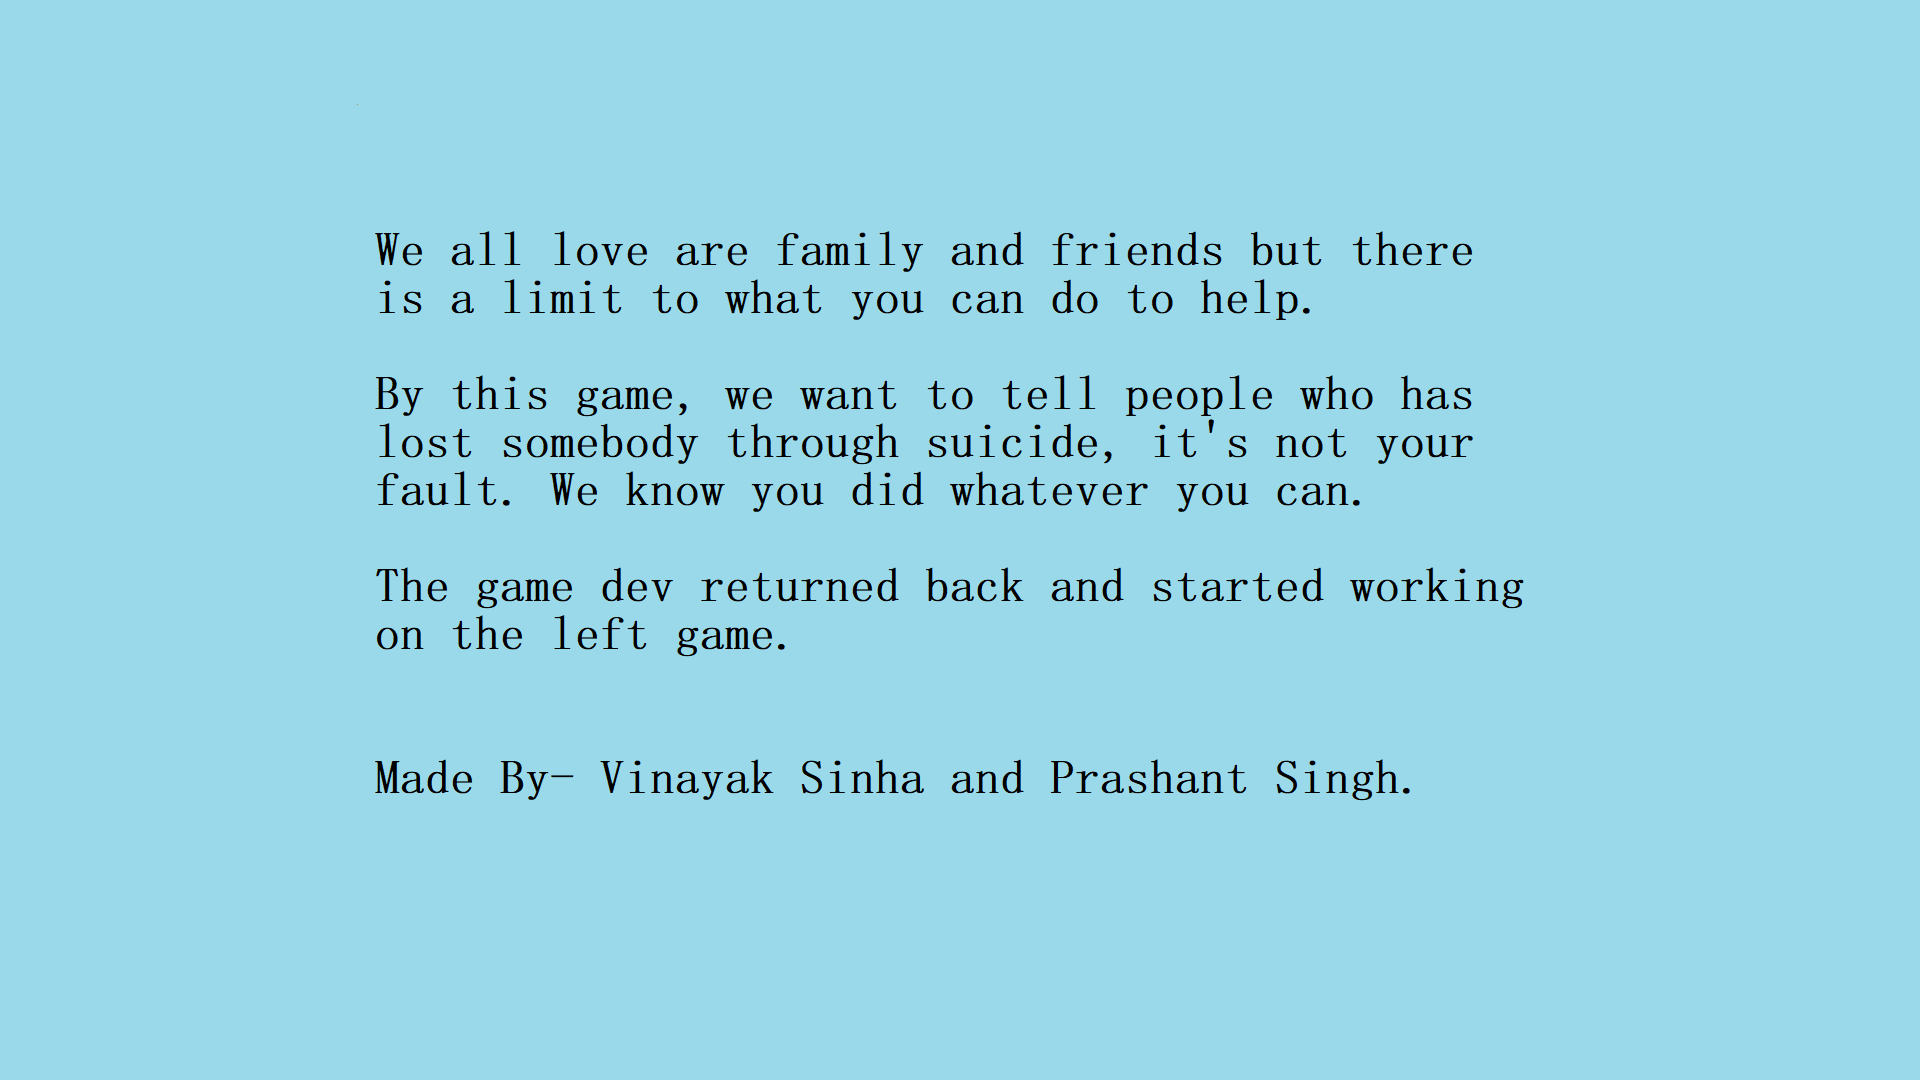 We all love are family and friends but there
is a limit to what you can do to help.
By this game, we want to tell people who has
lost somebody through suicide, it's not your
fault. We know you did whatever you can.
The game dev returned back and started working
on the left game.
Made By- Vinayak Sinha and Prashant Singh.